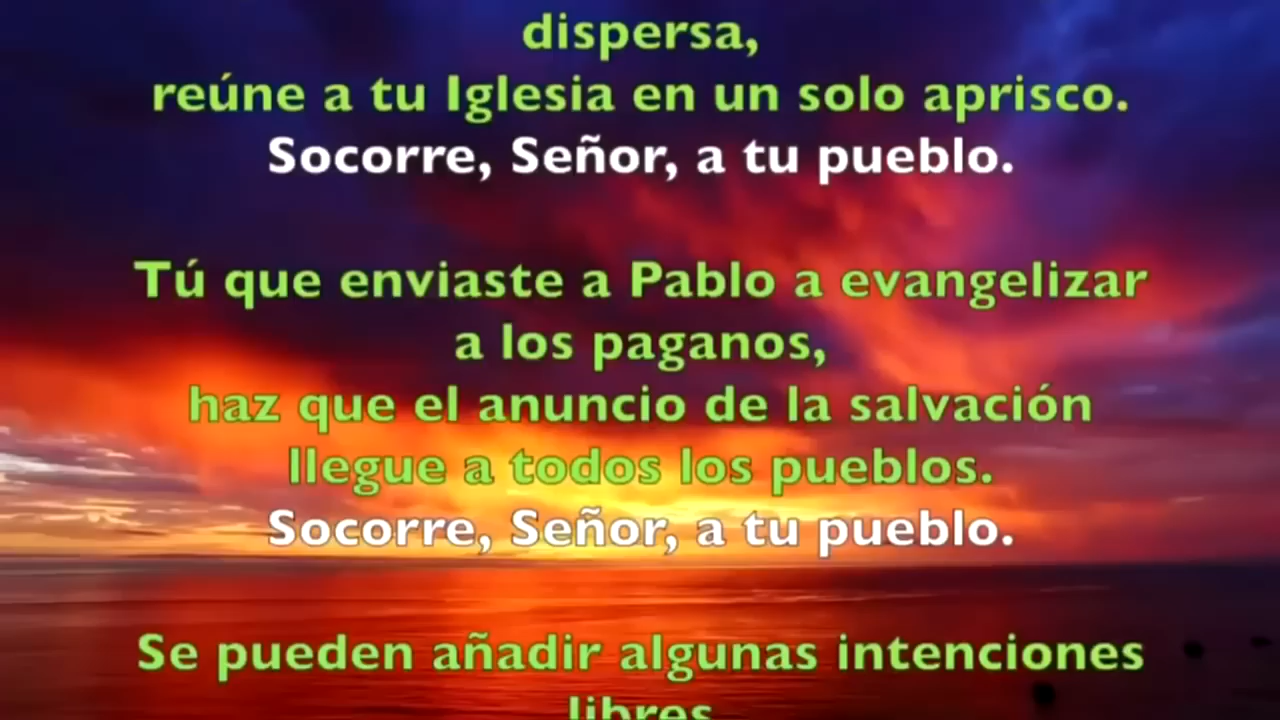 dispersa,
reúne a tu Iglesia en un solo aprisco.
Socorre, Señor, a tu pueblo.
Tú que enviaste a Pablo a evangelizar
a los paganos,
haz que el anuncio de la salvación
llegue a todos los pueblos.
Socorre, Señor, a tu pueblo.
Se pueden añadir algunas intenciones
libres